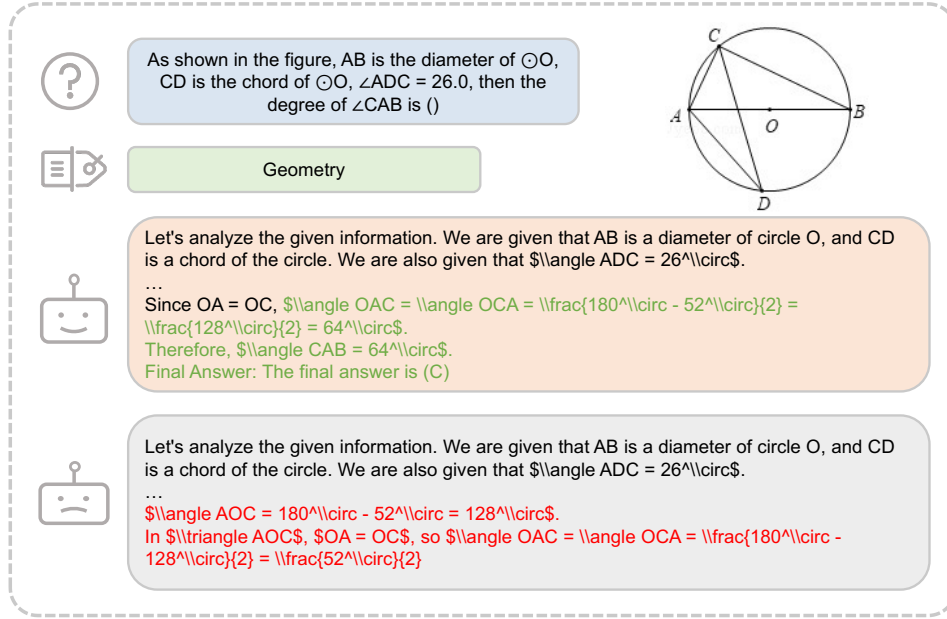 As shown in the figure, AB is the diameter of ⊙O,
CD is the chord of ⊙O, ∠ADC = 26.0, then the
degree of ∠CAB is ()
C
A
O
B
D
Geometry
Let's analyze the given information. We are given that AB is a diameter of circle O, and CD
is a chord of the circle. We are also given that $\\angle ADC = 26^\\circ$.
…
Since OA = OC, $\\angle OAC = \\angle OCA = \\frac{180^\\circ - 52^\\circ}{2} =
\\frac{128^\\circ}{2} = 64^\\circ$.
Therefore, $\\angle CAB = 64^\\circ$.
Final Answer: The final answer is (C)
Let's analyze the given information. We are given that AB is a diameter of circle O, and CD
is a chord of the circle. We are also given that $\\angle ADC = 26^\\circ$.
…
$\\angle AOC = 180^\\circ - 52^\\circ = 128^\\circ$.
In $\\triangle AOC$, $OA = OC$, so $\\angle OAC = \\angle OCA = \\frac{180^\\circ -
128^\\circ}{2} = \\frac{52^\\circ}{2}